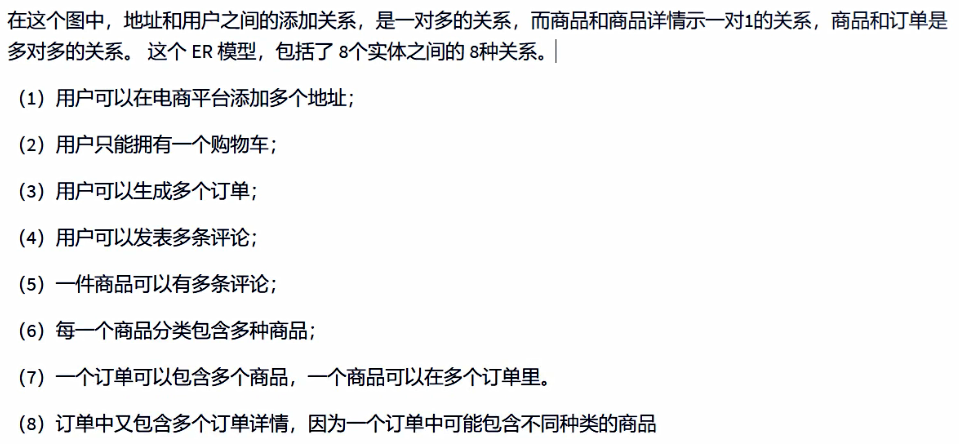 在这个图中，地址和用户之间的添加关系，是一对多的关系，而商品和商品详情示一对1的关系，商品和订单是
多对多的关系。 这个 ER 模型，包括了 8个实体之间的 8种关系。
（1）用户可以在电商平台添加多个地址；
（2）用户只能拥有一个购物车；
（3）用户可以生成多个订单；
（4）用户可以发表多条评论；
（5）一件商品可以有多条评论；
（6）每一个商品分类包含多种商品；
（7）一个订单可以包含多个商品，一个商品可以在多个订单里。
（8）订单中又包含多个订单详情，因为一个订单中可能包含不同种类的商品